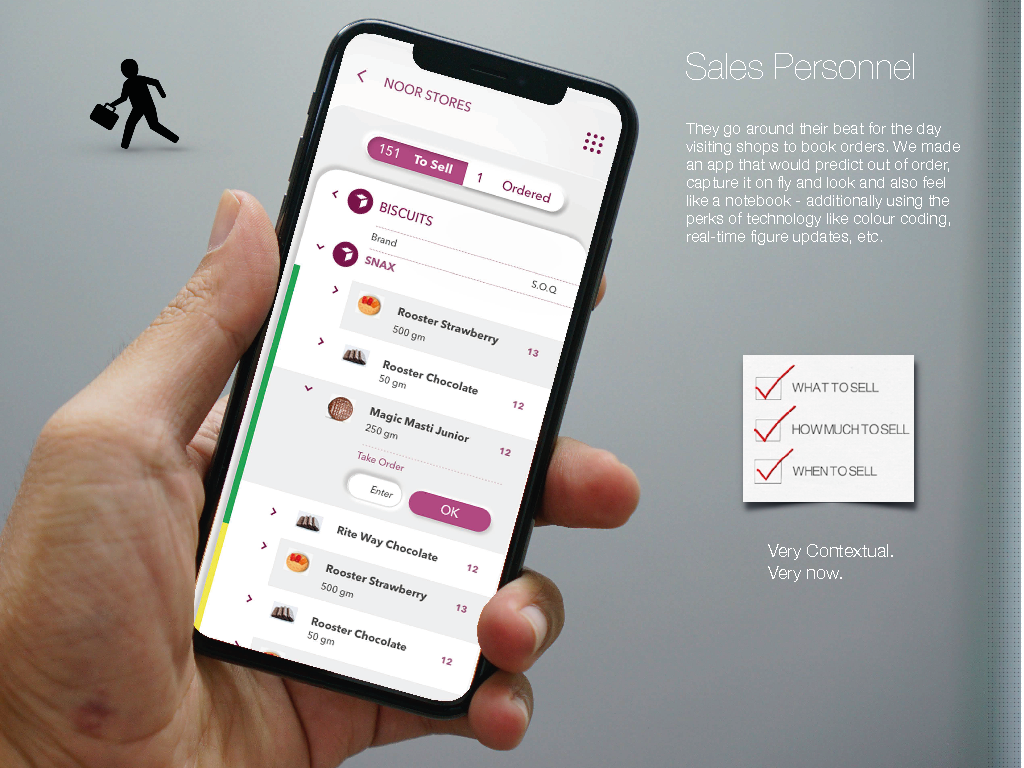 Sales Personnel
They go around their beat for the day
visiting shops to book orders. We made
an app that would predict out of order,
capture it on fly and look and also feel
like a notebook - additionally using the
perks of technology like colour coding,
real-time figure updates, etc.
NOOR STORES
151 To Sell 1 Ordered
BISCUITS
Brand S.O.Q
SNAX
Rooster Strawberry 13
500 gm
Rooster Chocolate 12
50 gm
Magic Masti Junior 12
250 gm
Take Order
Enter OK
Rite Way Chocolate 12
Rooster Strawberry 13
500 gm
Rooster Chocolate 12
50 gm
WHAT TO SELL
HOW MUCH TO SELL
WHEN TO SELL
Very Contextual.
Very now.